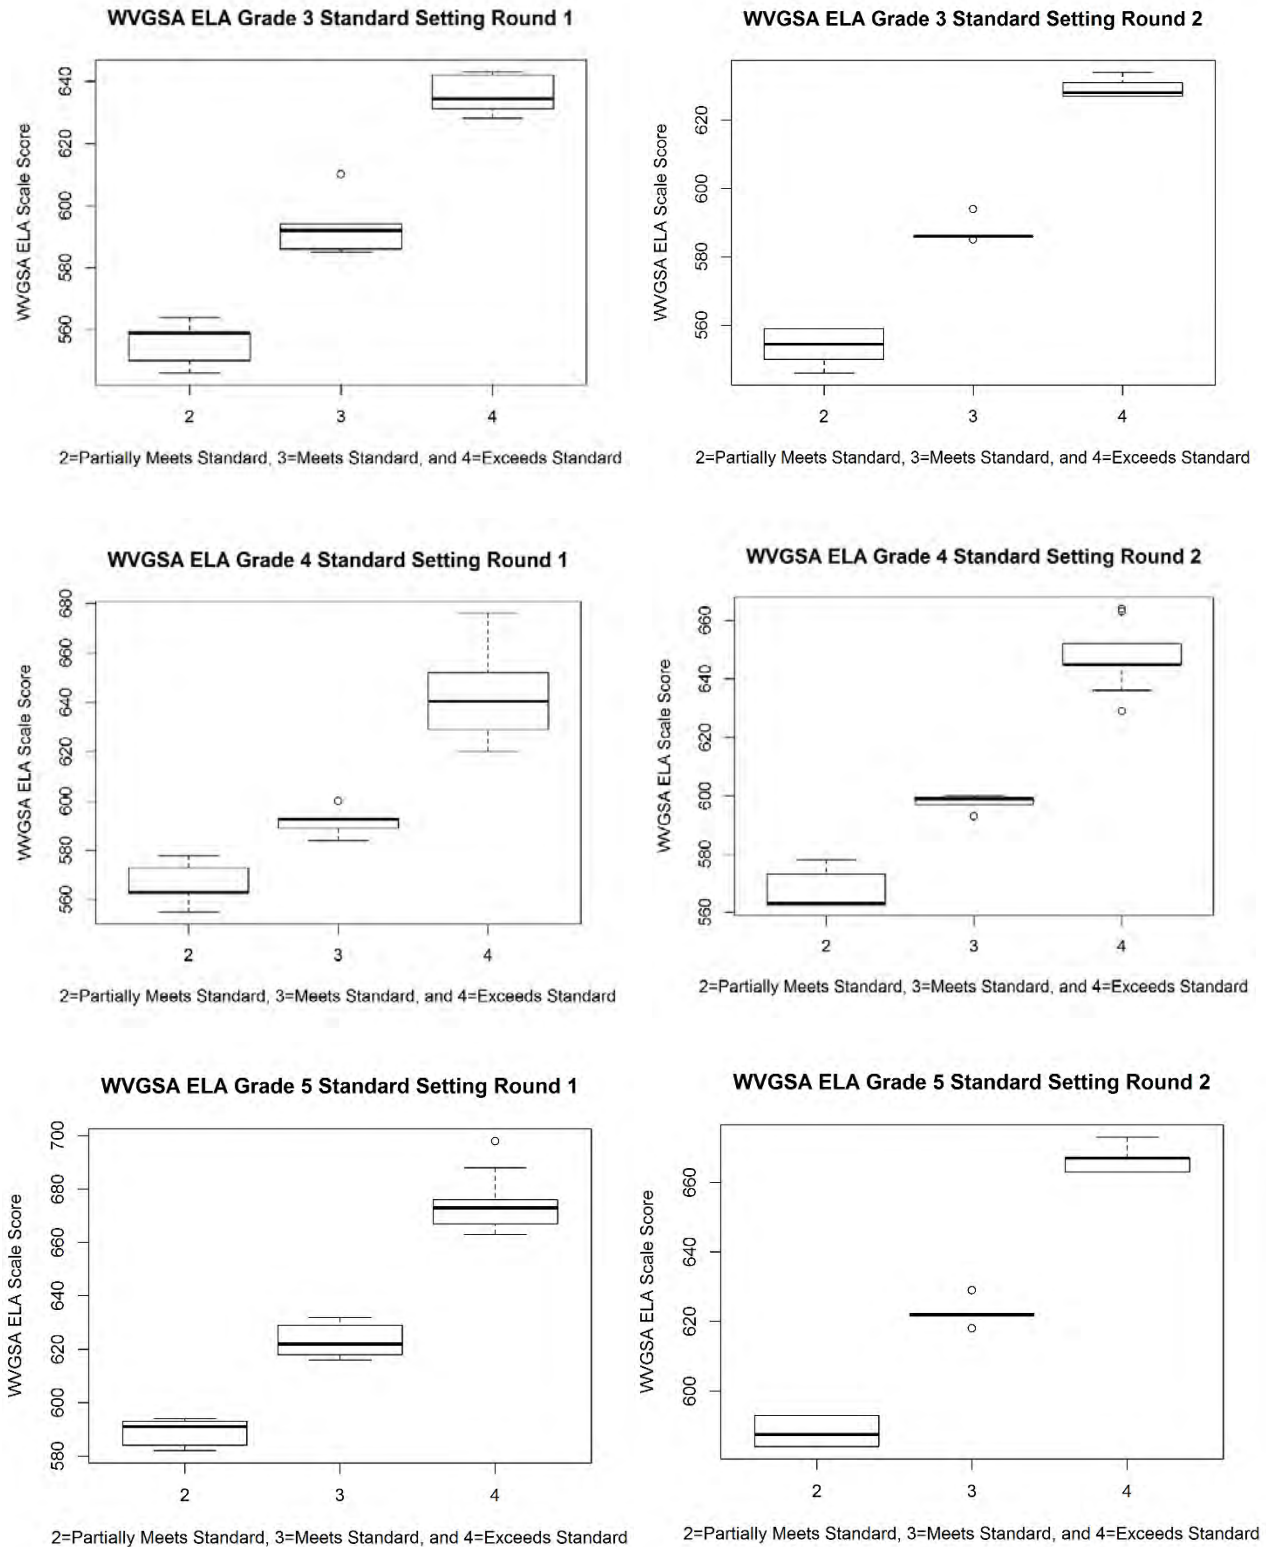 WVGSA ELA Grade 3 Standard Setting Round 1
WVGSA ELA Scale Score
640
620
600
580
560
2 3 4
2=Partially Meets Standard, 3=Meets Standard, and 4=Exceeds Standard
WVGSA ELA Grade 3 Standard Setting Round 2
WVGSA ELA Scale Score
620
600
580
560
2 3 4
2=Partially Meets Standard, 3=Meets Standard, and 4=Exceeds Standard
WVGSA ELA Grade 4 Standard Setting Round 1
WVGSA ELA Scale Score
680
660
640
620
600
580
560
2 3 4
2=Partially Meets Standard, 3=Meets Standard, and 4=Exceeds Standard
WVGSA ELA Grade 4 Standard Setting Round 2
WVGSA ELA Scale Score
660
640
620
600
580
560
2 3 4
2=Partially Meets Standard, 3=Meets Standard, and 4=Exceeds Standard
WVGSA ELA Grade 5 Standard Setting Round 1
WVGSA ELA Scale Score
700
680
660
640
620
600
580
2 3 4
2=Partially Meets Standard, 3=Meets Standard, and 4=Exceeds Standard
WVGSA ELA Grade 5 Standard Setting Round 2
WVGSA ELA Scale Score
660
640
620
600
2 3 4
2=Partially Meets Standard, 3=Meets Standard, and 4=Exceeds Standard